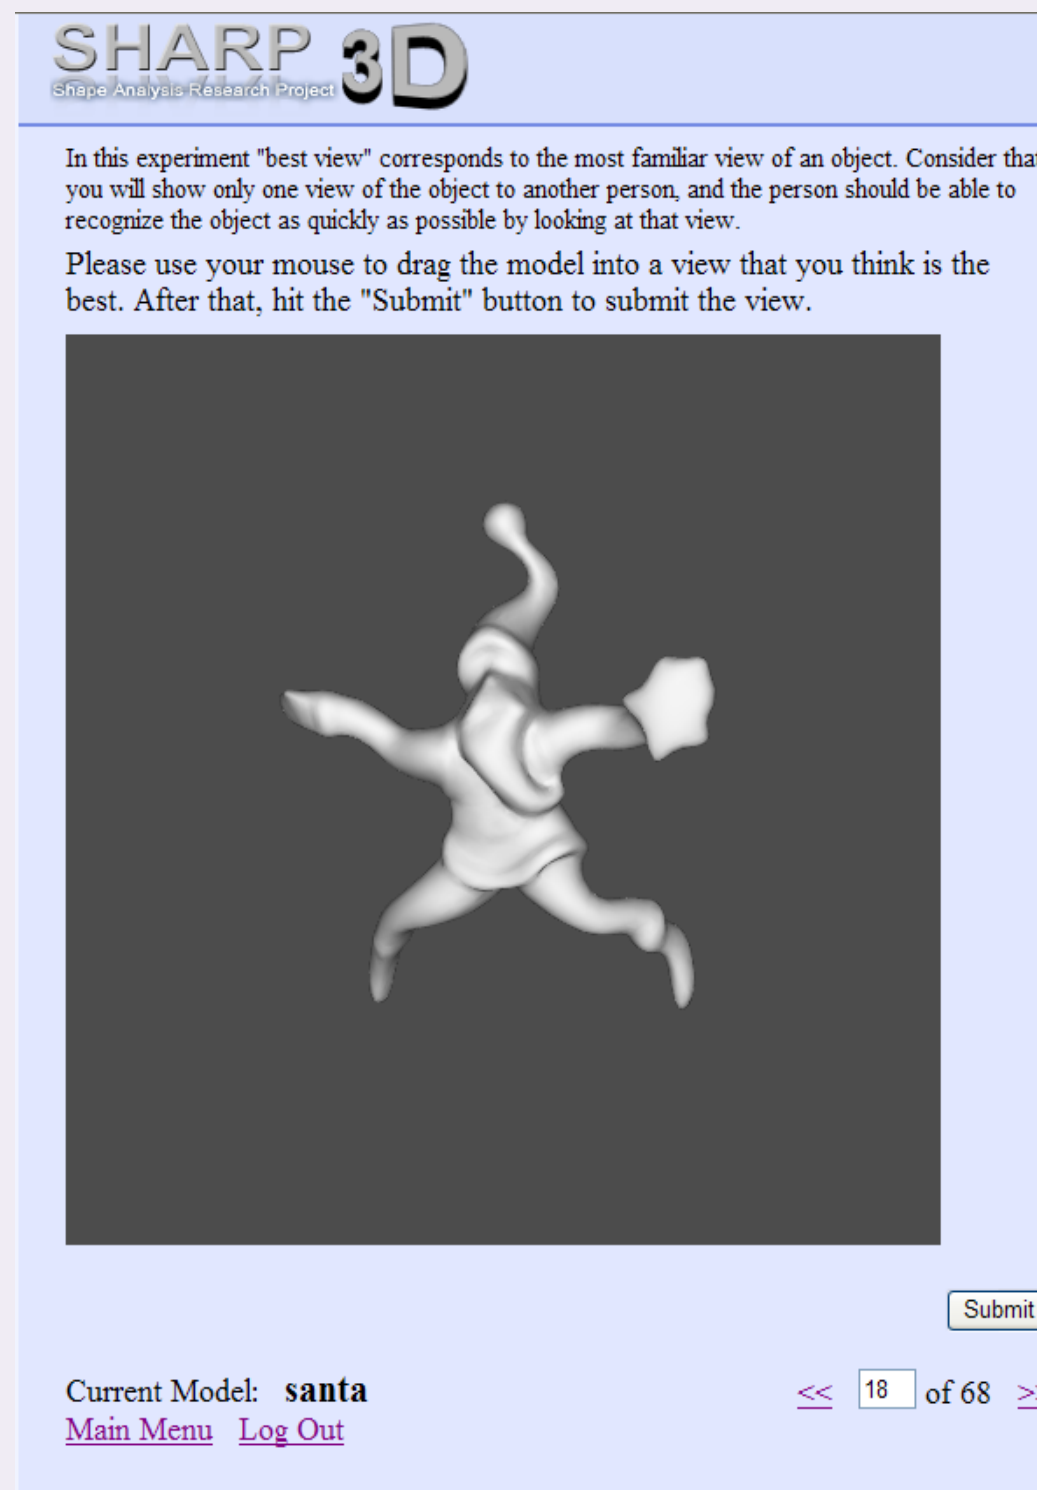 SHARP 3D
Shape Analysis Research Project
In this experiment "best view" corresponds to the most familiar view of an object. Consider that
you will show only one view of the object to another person, and the person should be able to
recognize the object as quickly as possible by looking at that view.
Please use your mouse to drag the model into a view that you think is the
best. After that, hit the "Submit" button to submit the view.
Submit
Current Model: santa
<< 18 of 68 >>
Main Menu Log Out